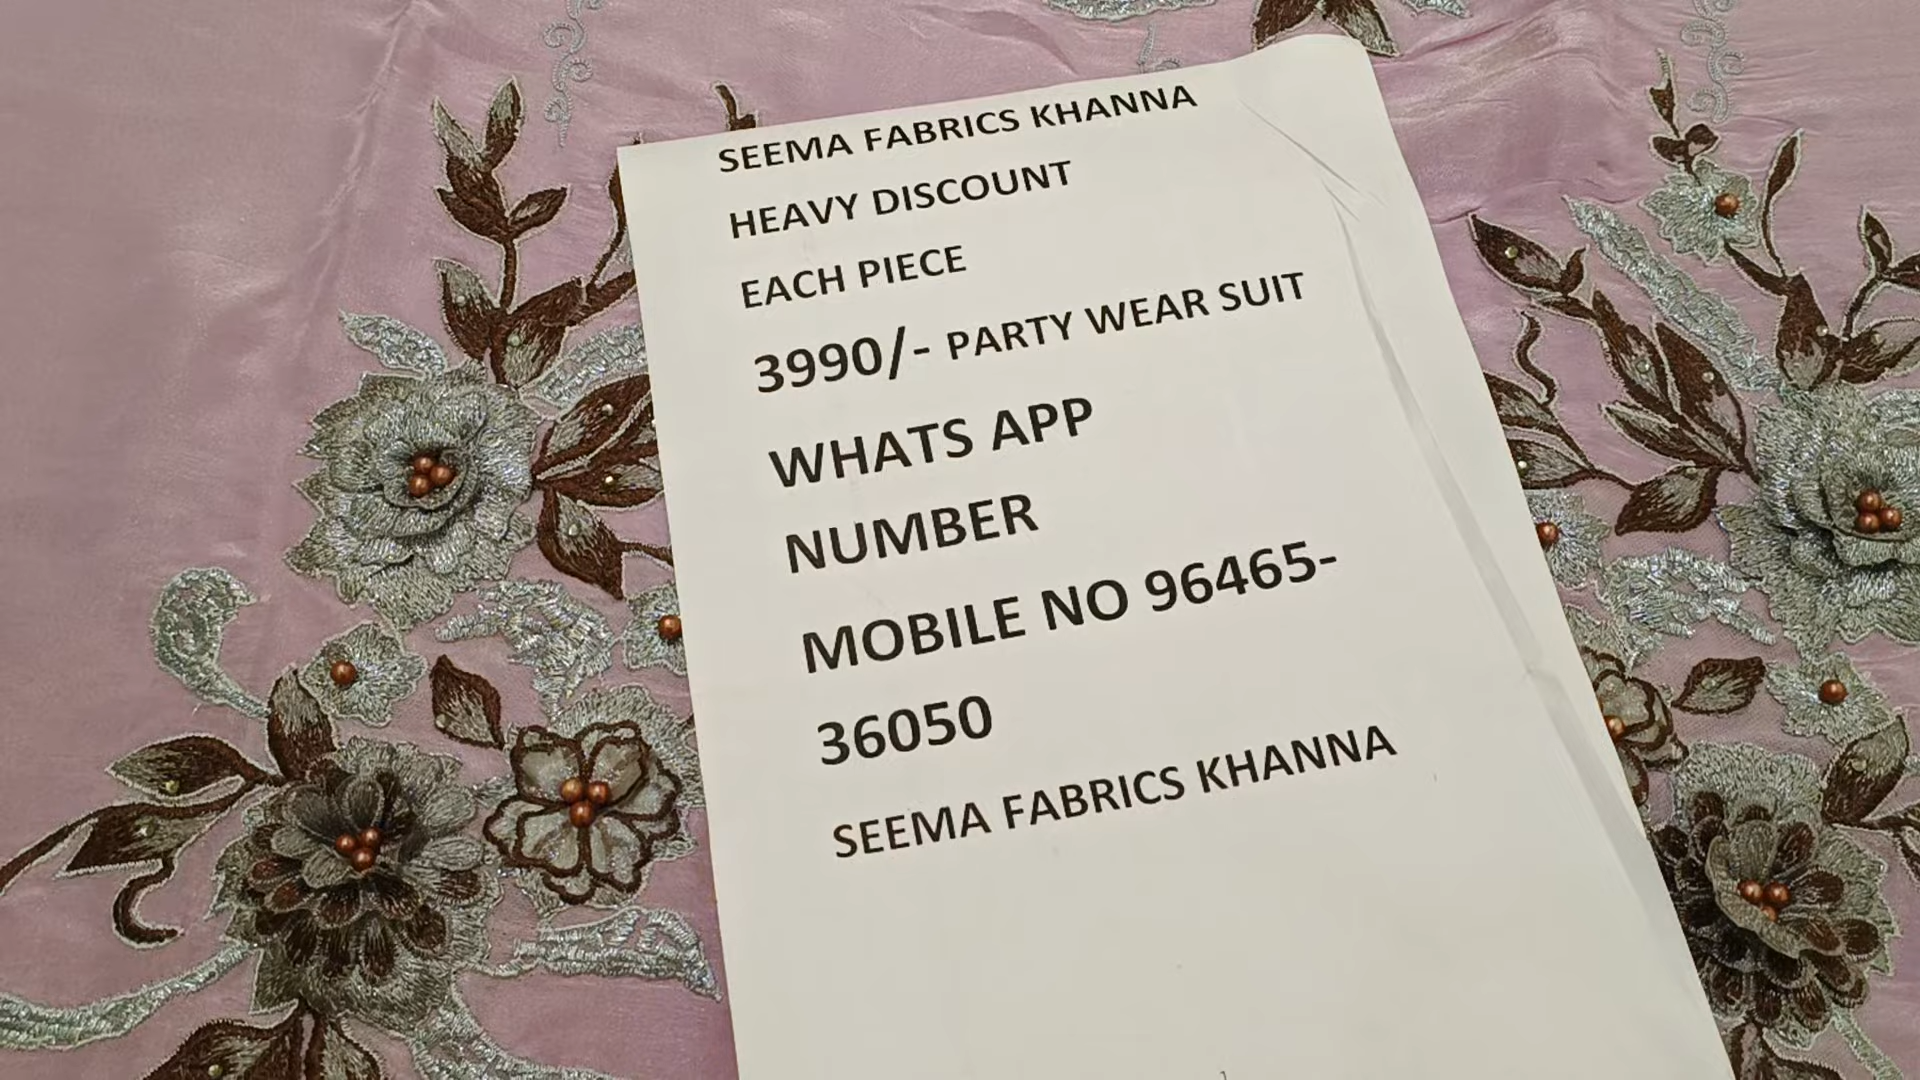 SEEMA FABRICS KHANNA
HEAVY DISCOUNT
EACH PIECE
3990/- PARTY WEAR SUIT
WHATS APP
NUMBER
MOBILE NO 96465-
36050
SEEMA FABRICS KHANNA